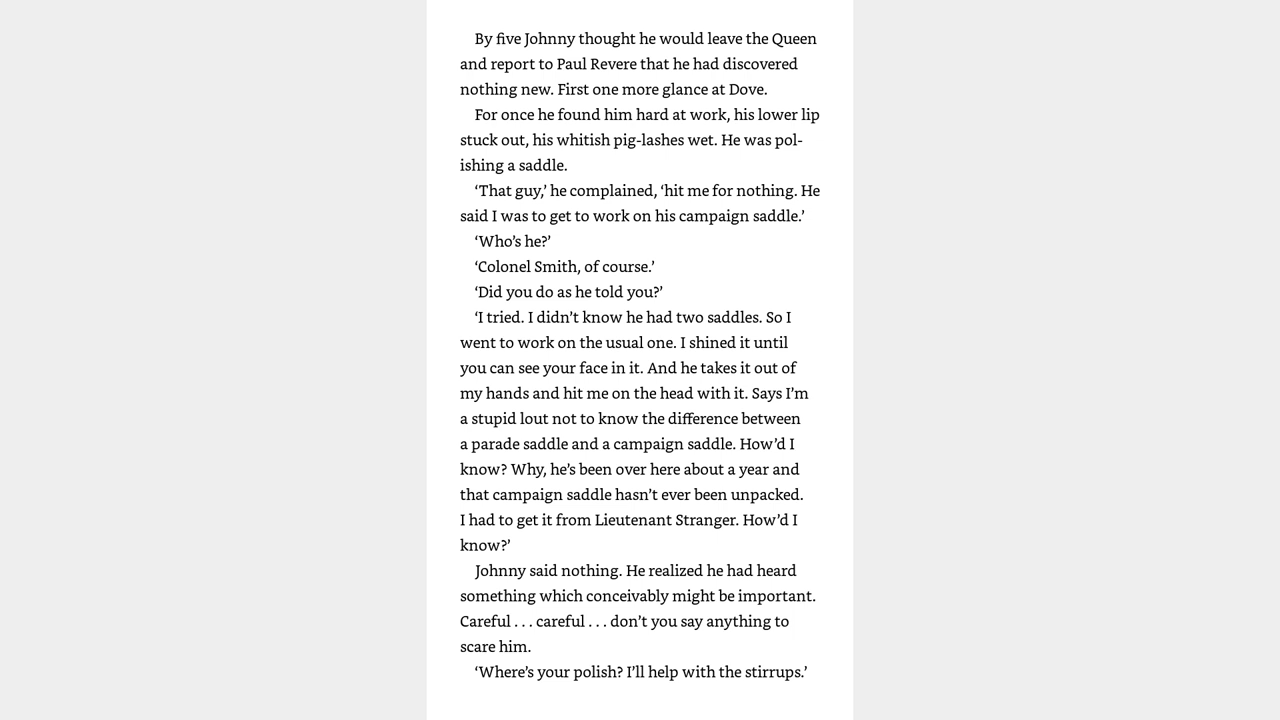 By five Johnny thought he would leave the Queen
and report to Paul Revere that he had discovered
nothing new. First one more glance at Dove.
For once he found him hard at work, his lower lip
stuck out, his whitish pig-lashes wet. He was pol-
ishing a saddle.
‘That guy,’ he complained, ‘hit me for nothing. He
said I was to get to work on his campaign saddle.’
‘Who’s he?’
‘Colonel Smith, of course.’
‘Did you do as he told you?’
‘I tried. I didn’t know he had two saddles. So I
went to work on the usual one. I shined it until
you can see your face in it. And he takes it out of
my hands and hit me on the head with it. Says I’m
a stupid lout not to know the difference between
a parade saddle and a campaign saddle. How’d I
know? Why, he’s been over here about a year and
that campaign saddle hasn’t ever been unpacked.
I had to get it from Lieutenant Stranger. How’d I
know?’
Johnny said nothing. He realized he had heard
something which conceivably might be important.
Careful . . . careful . . . don’t you say anything to
scare him.
‘Where’s your polish? I’ll help with the stirrups.’